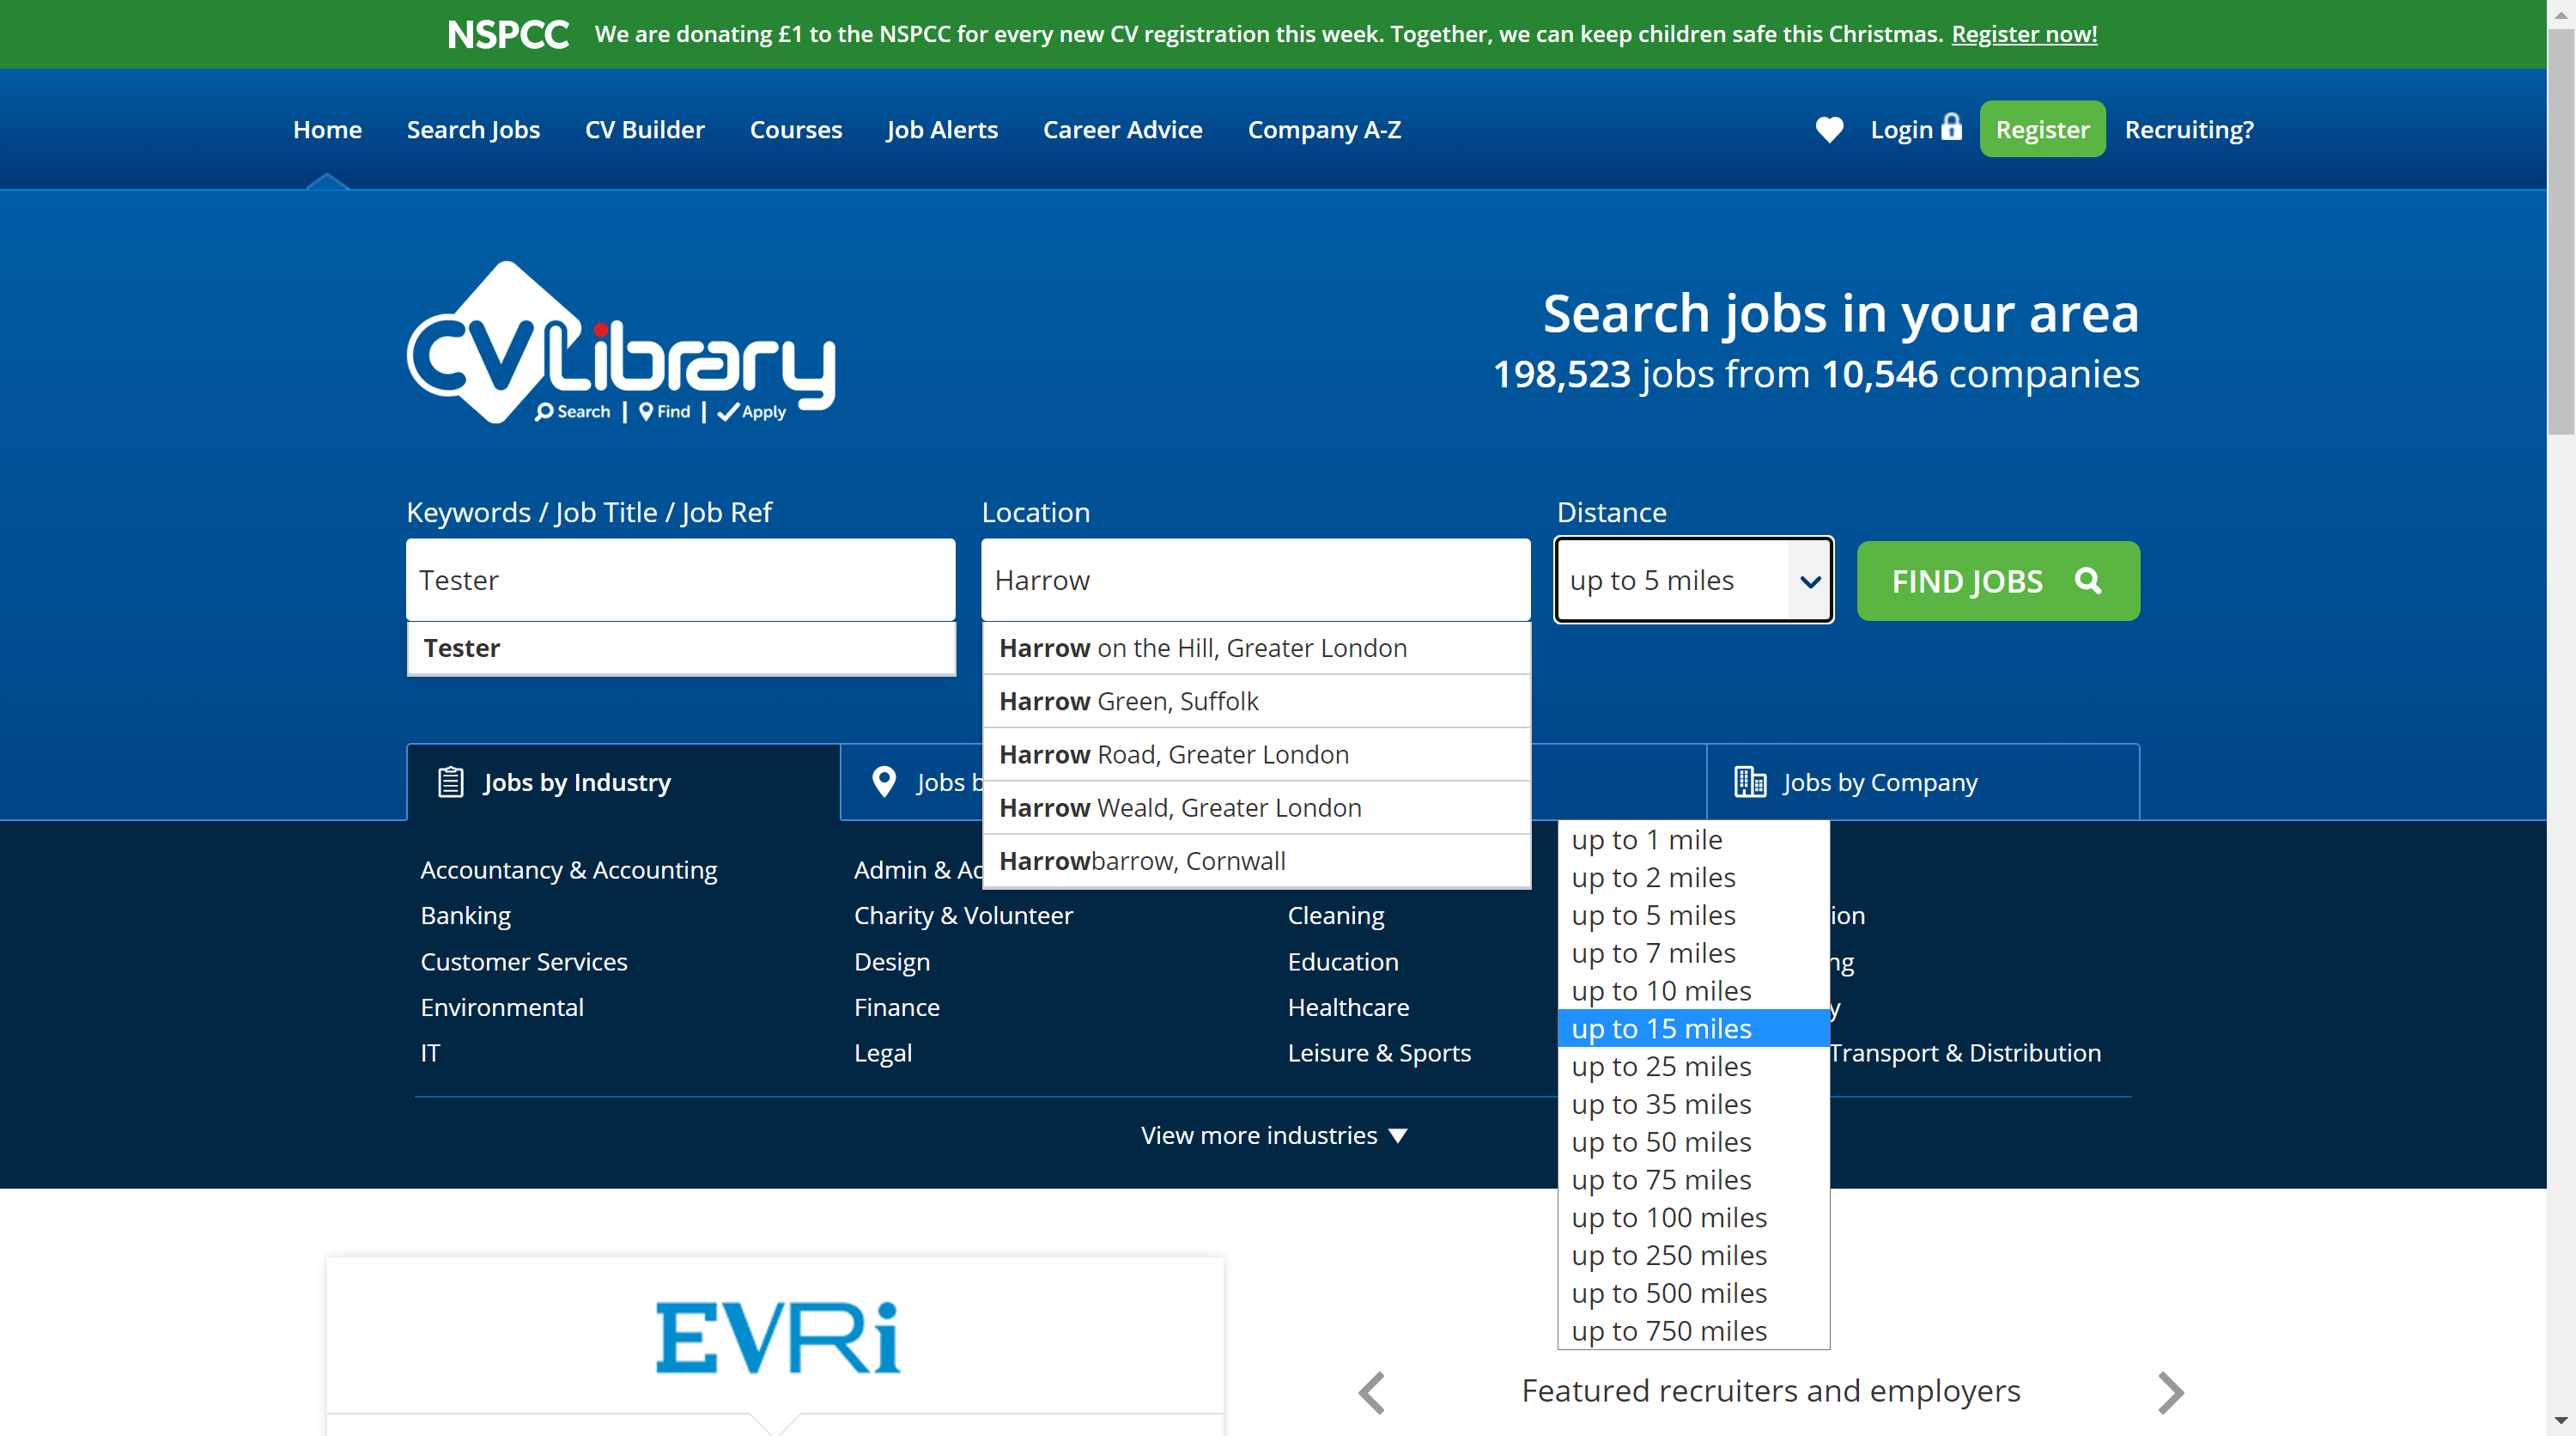 NSPCC We are donating £1 to the NSPCC for every new CV registration this week. Together, we can keep children safe this Christmas. Register now!
Home Search Jobs CV Builder Courses Job Alerts Career Advice Company A-Z Login Register Recruiting?
CV Library
Search | Find | Apply
Search jobs in your area
198,523 jobs from 10,546 companies
Keywords / Job Title / Job Ref Location Distance
Tester Harrow up to 5 miles FIND JOBS
Tester
Harrow on the Hill, Greater London
Harrow Green, Suffolk
Harrow Road, Greater London
Harrow Weald, Greater London
Harrowbarrow, Cornwall
Jobs by Industry Jobs Jobs by Company
Accountancy & Accounting Admin &
Banking Charity & Volunteer Cleaning
Customer Services Design Education
Environmental Finance Healthcare
IT Legal Leisure & Sports Transport & Distribution
View more industries
up to 1 mile
up to 2 miles
up to 5 miles
up to 7 miles
up to 10 miles
up to 15 miles
up to 25 miles
up to 35 miles
up to 50 miles
up to 75 miles
up to 100 miles
up to 250 miles
up to 500 miles
up to 750 miles
EVRi
Featured recruiters and employers